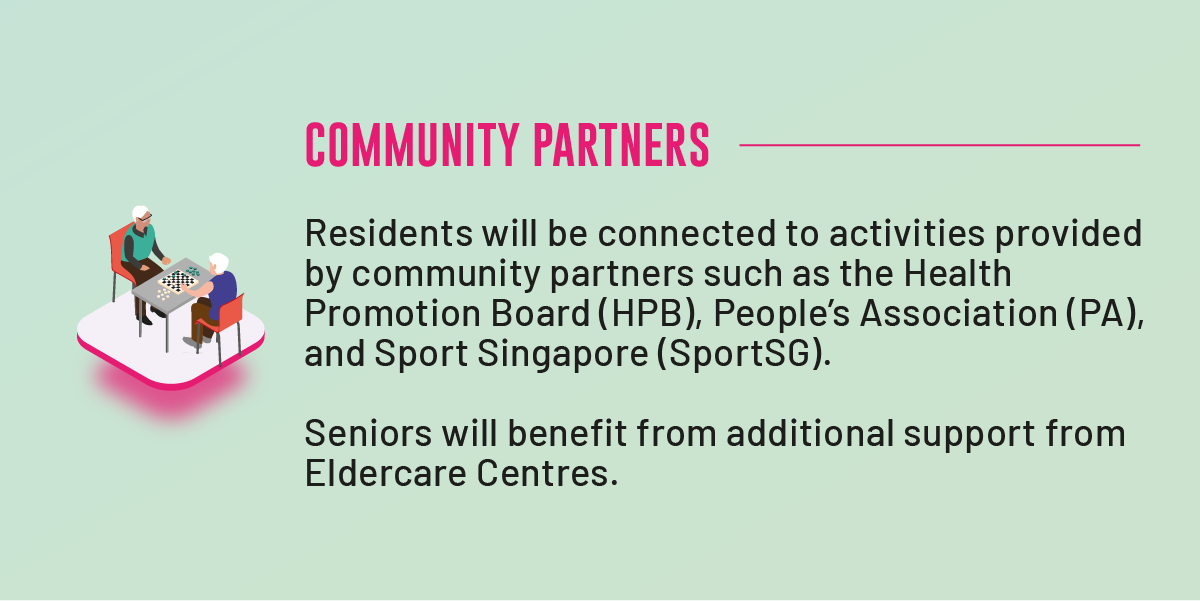 COMMUNITY PARTNERS
Residents will be connected to activities provided
by community partners such as the Health
Promotion Board (HPB), People’s Association (PA),
and Sport Singapore (SportSG).
Seniors will benefit from additional support from
Eldercare Centres.